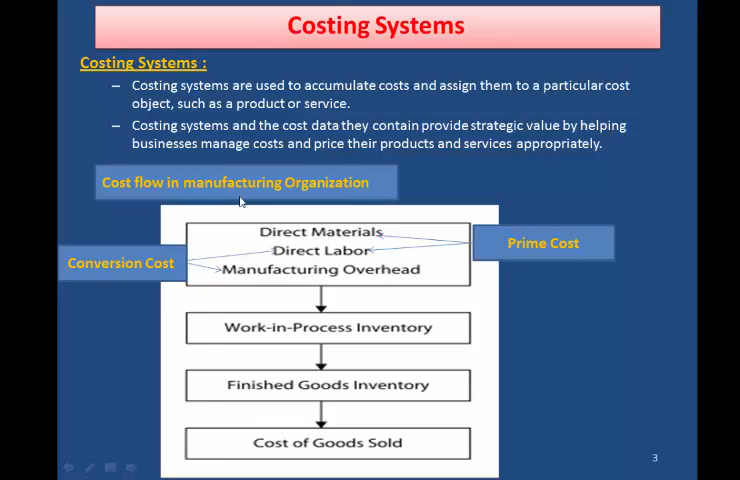 Costing Systems
Costing Systems :
– Costing systems are used to accumulate costs and assign them to a particular cost
object, such as a product or service.
– Costing systems and the cost data they contain provide strategic value by helping
businesses manage costs and price their products and services appropriately.
Cost flow in manufacturing Organization
Direct Materials
Direct Labor
Manufacturing Overhead
Prime Cost
Conversion Cost
Work-in-Process Inventory
Finished Goods Inventory
Cost of Goods Sold
3